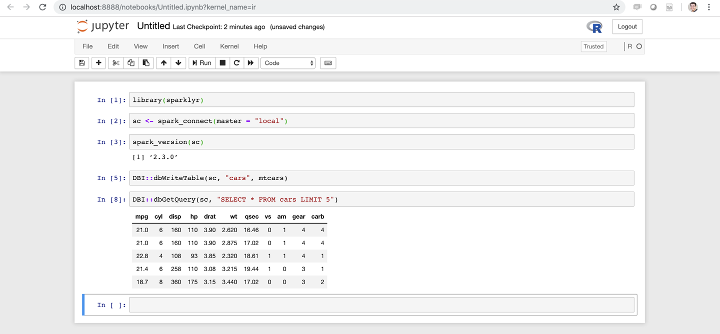 localhost:8888/notebooks/Untitled.ipynb?kernel_name=ir
jupyter Untitled Last Checkpoint: 2 minutes ago (unsaved changes)
R
Logout
File Edit View Insert Cell Kernel Help
Trusted
R
Run
Code
In [1]: library(sparklyr)
In [2]: sc <- spark_connect(master = "local")
In [3]: spark_version(sc)
[1] '2.3.0'
In [5]: DBI::dbWriteTable(sc, "cars", mtcars)
In [8]: DBI::dbGetQuery(sc, "SELECT * FROM cars LIMIT 5")
mpg cyl disp hp drat wt qsec vs am gear carb
21.0 6 160 110 3.90 2.620 16.46 0 1 4 4
21.0 6 160 110 3.90 2.875 17.02 0 1 4 4
22.8 4 108 93 3.85 2.320 18.61 1 1 4 1
21.4 6 258 110 3.08 3.215 19.44 1 0 3 1
18.7 8 360 175 3.15 3.440 17.02 0 0 3 2
In [ ]: